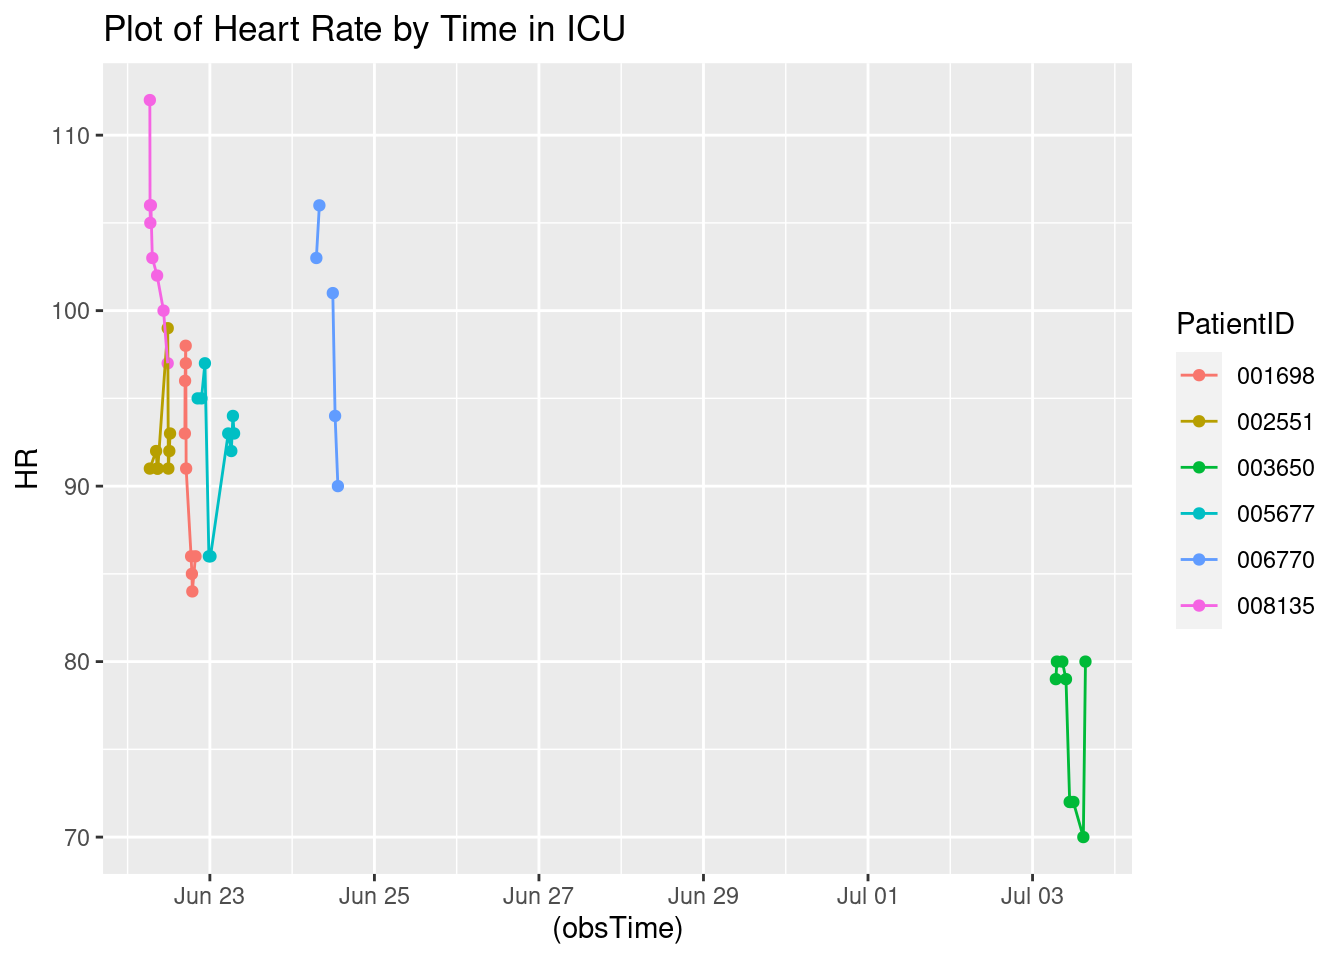 Plot of Heart Rate by Time in ICU
110
100
90
80
70
HR
Jun 23
Jun 25
Jun 27
Jun 29
Jul 01
Jul 03
(obsTime)
PatientID
001698
002551
003650
005677
006770
008135